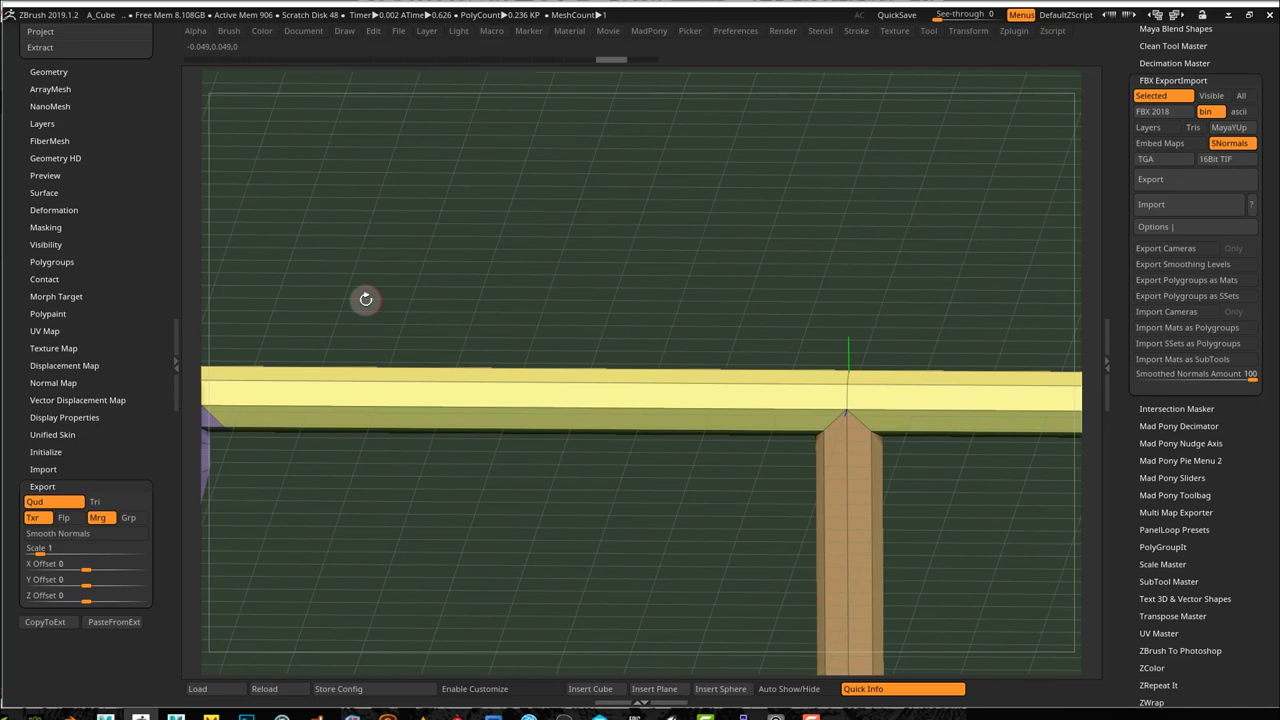 ZBrush 2019.1.2 A_Cube .. • Free Mem 8.108GB • Active Mem 906 • Scratch Disk 48 • Timer▶0.002 ATime▶0.626 • PolyCount▶0.236 KP • MeshCount▶1 AC QuickSave See-through 0 Menus DefaultZScript
Alpha Brush Color Document Draw Edit File Layer Light Macro Marker Material Movie MadPony Picker Preferences Render Stencil Stroke Texture Tool Transform Zplugin Zscript
-0.049,0.049,0
Project
Extract
Geometry
ArrayMesh
NanoMesh
Layers
FiberMesh
Geometry HD
Preview
Surface
Deformation
Masking
Visibility
Polygroups
Contact
Morph Target
Polypaint
UV Map
Texture Map
Displacement Map
Normal Map
Vector Displacement Map
Display Properties
Unified Skin
Initialize
Import
Export
Qud Tri
Txr Flp Mrg Grp
Smooth Normals
Scale 1
X Offset 0
Y Offset 0
Z Offset 0
CopyToExt PasteFromExt
Maya Blend Shapes
Clean Tool Master
Decimation Master
FBX ExportImport
Selected Visible All
FBX 2018 bin ascii
Layers Tris MayaYUp
Embed Maps SNormals
TGA 16Bit TIF
Export
Import ?
Options |
Export Cameras Only
Export Smoothing Levels
Export Polygroups as Mats
Export Polygroups as SSets
Import Cameras Only
Import Mats as Polygroups
Import SSets as Polygroups
Import Mats as SubTools
Smoothed Normals Amount 100
Intersection Masker
Mad Pony Decimator
Mad Pony Nudge Axis
Mad Pony Pie Menu 2
Mad Pony Sliders
Mad Pony Toolbag
Multi Map Exporter
PanelLoop Presets
PolyGroupIt
Scale Master
SubTool Master
Text 3D & Vector Shapes
Transpose Master
UV Master
ZBrush To Photoshop
ZColor
ZRepeat It
ZWrap
Load Reload Store Config Enable Customize Insert Cube Insert Plane Insert Sphere Auto Show/Hide Quick Info